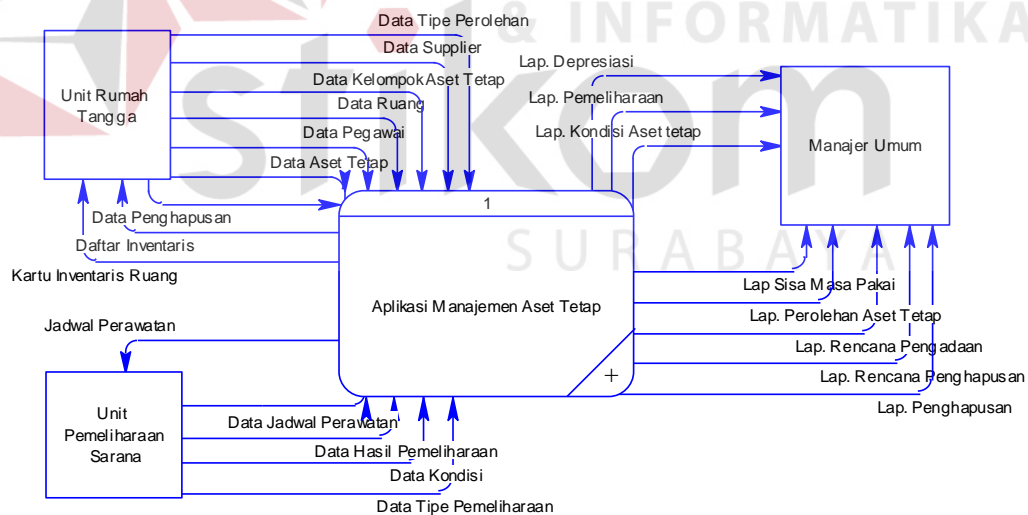 & INFORMATIKA
stikom
SURABAYA
Data Tipe Perolehan
Data Supplier
Data Kelompok Aset Tetap
Data Ruang
Data Pegawai
Data Aset Tetap
Unit Rumah
Tangga
Data Penghapusan
Daftar Inventaris
Kartu Inventaris Ruang
Lap. Depresiasi
Lap. Pemeliharaan
Lap. Kondisi Aset tetap
Manajer Umum
1
Aplikasi Manajemen Aset Tetap
+
Lap Sisa Masa Pakai
Lap. Perolehan Aset Tetap
Lap. Rencana Pengadaan
Lap. Rencana Penghapusan
Lap. Penghapusan
Jadwal Perawatan
Unit
Pemeliharaan
Sarana
Data Jadwal Perawatan
Data Hasil Pemeliharaan
Data Kondisi
Data Tipe Pemeliharaan